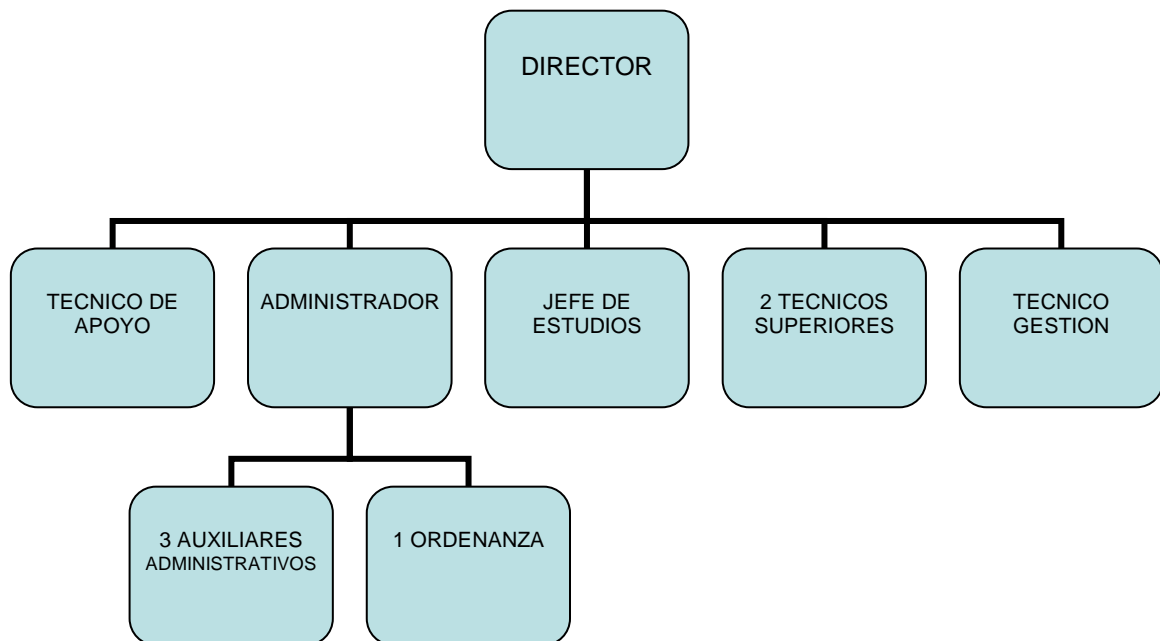 DIRECTOR
TECNICO DE
APOYO
ADMINISTRADOR
JEFE DE
ESTUDIOS
2 TECNICOS
SUPERIORES
TECNICO
GESTION
3 AUXILIARES
ADMINISTRATIVOS
1 ORDENANZA